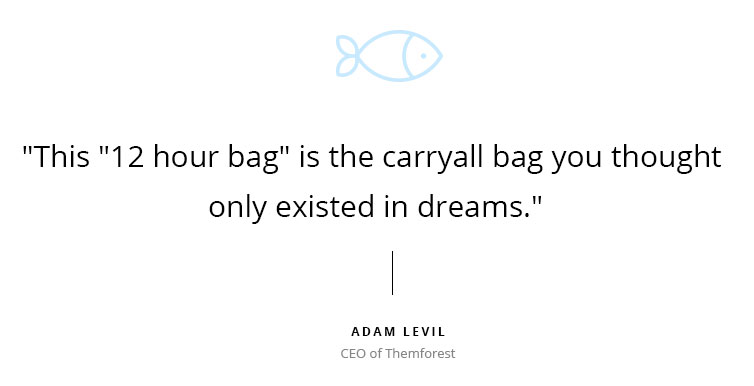 "This "12 hour bag" is the carryall bag you thought
only existed in dreams."
ADAM LEVIL
CEO of Themforest